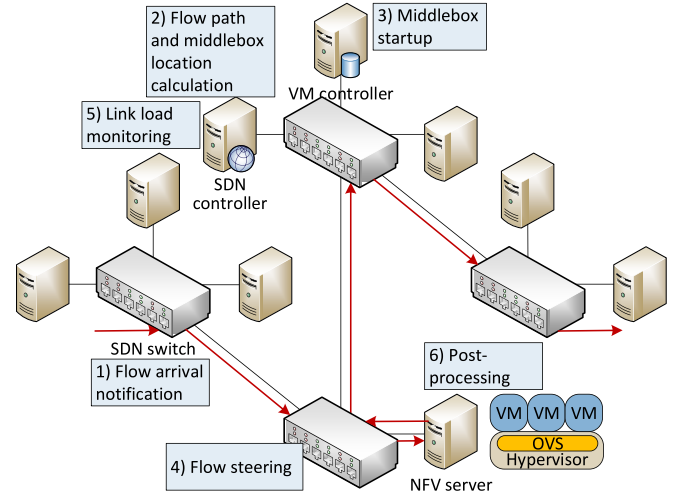 2) Flow path
and middlebox
location
calculation
3) Middlebox
startup
VM controller
5) Link load
monitoring
SDN
controller
SDN switch
1) Flow arrival
notification
6) Post-
processing
4) Flow steering
NFV server
VM VM VM
OVS
Hypervisor